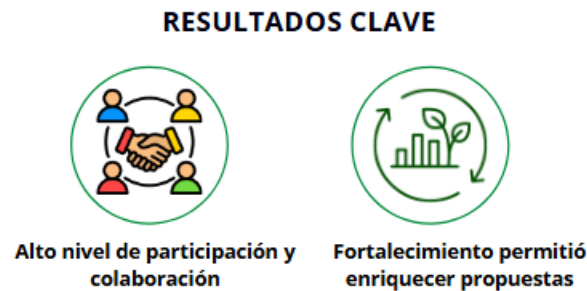 RESULTADOS CLAVE
Alto nivel de participación y
colaboración
Fortalecimiento permitió
enriquecer propuestas